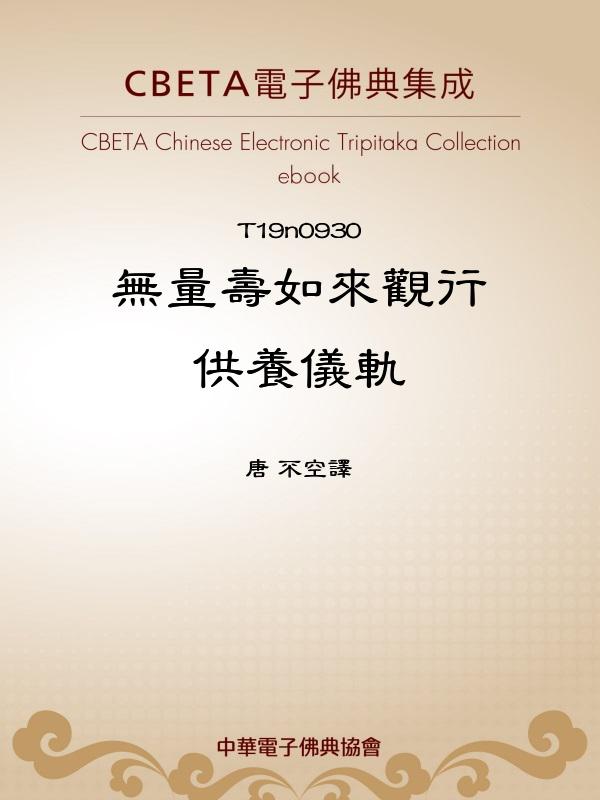 CBETA電子佛典集成
CBETA Chinese Electronic Tripitaka Collection
ebook
T19n0930
無量壽如來觀行
供養儀軌
唐 不空譯
中華電子佛典協會